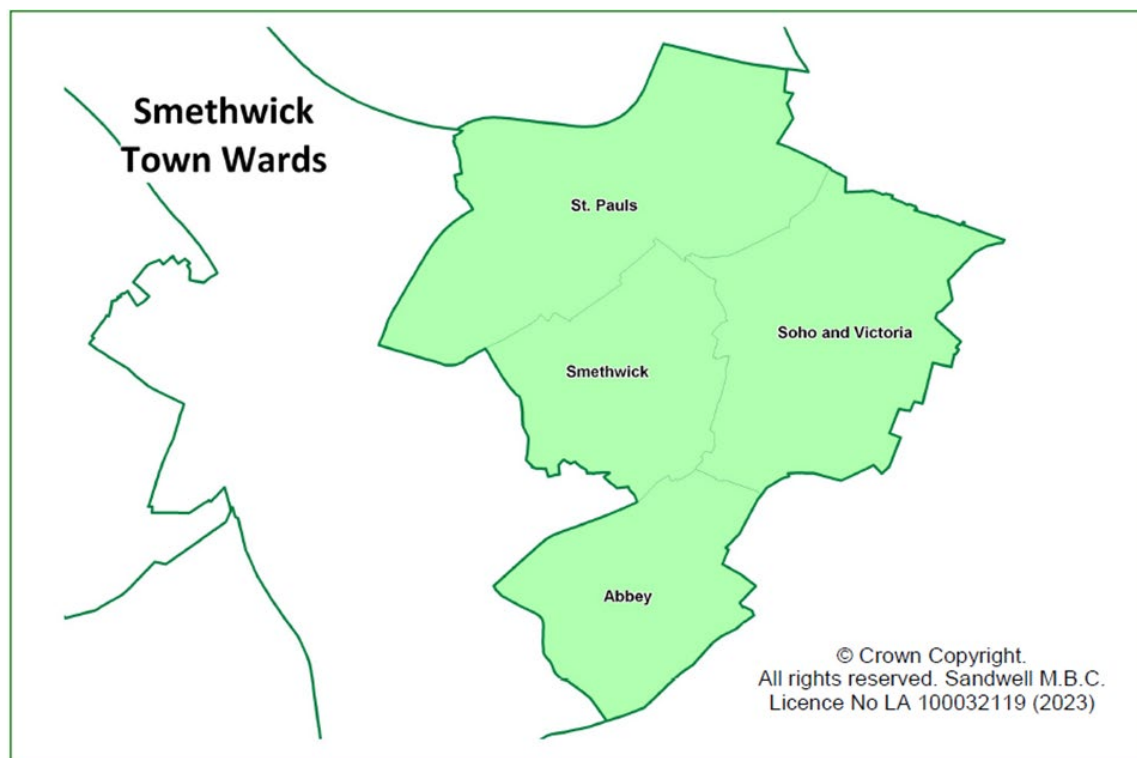 Smethwick
Town Wards
St. Pauls
Soho and Victoria
Smethwick
Abbey
© Crown Copyright.
All rights reserved. Sandwell M.B.C.
Licence No LA 100032119 (2023)